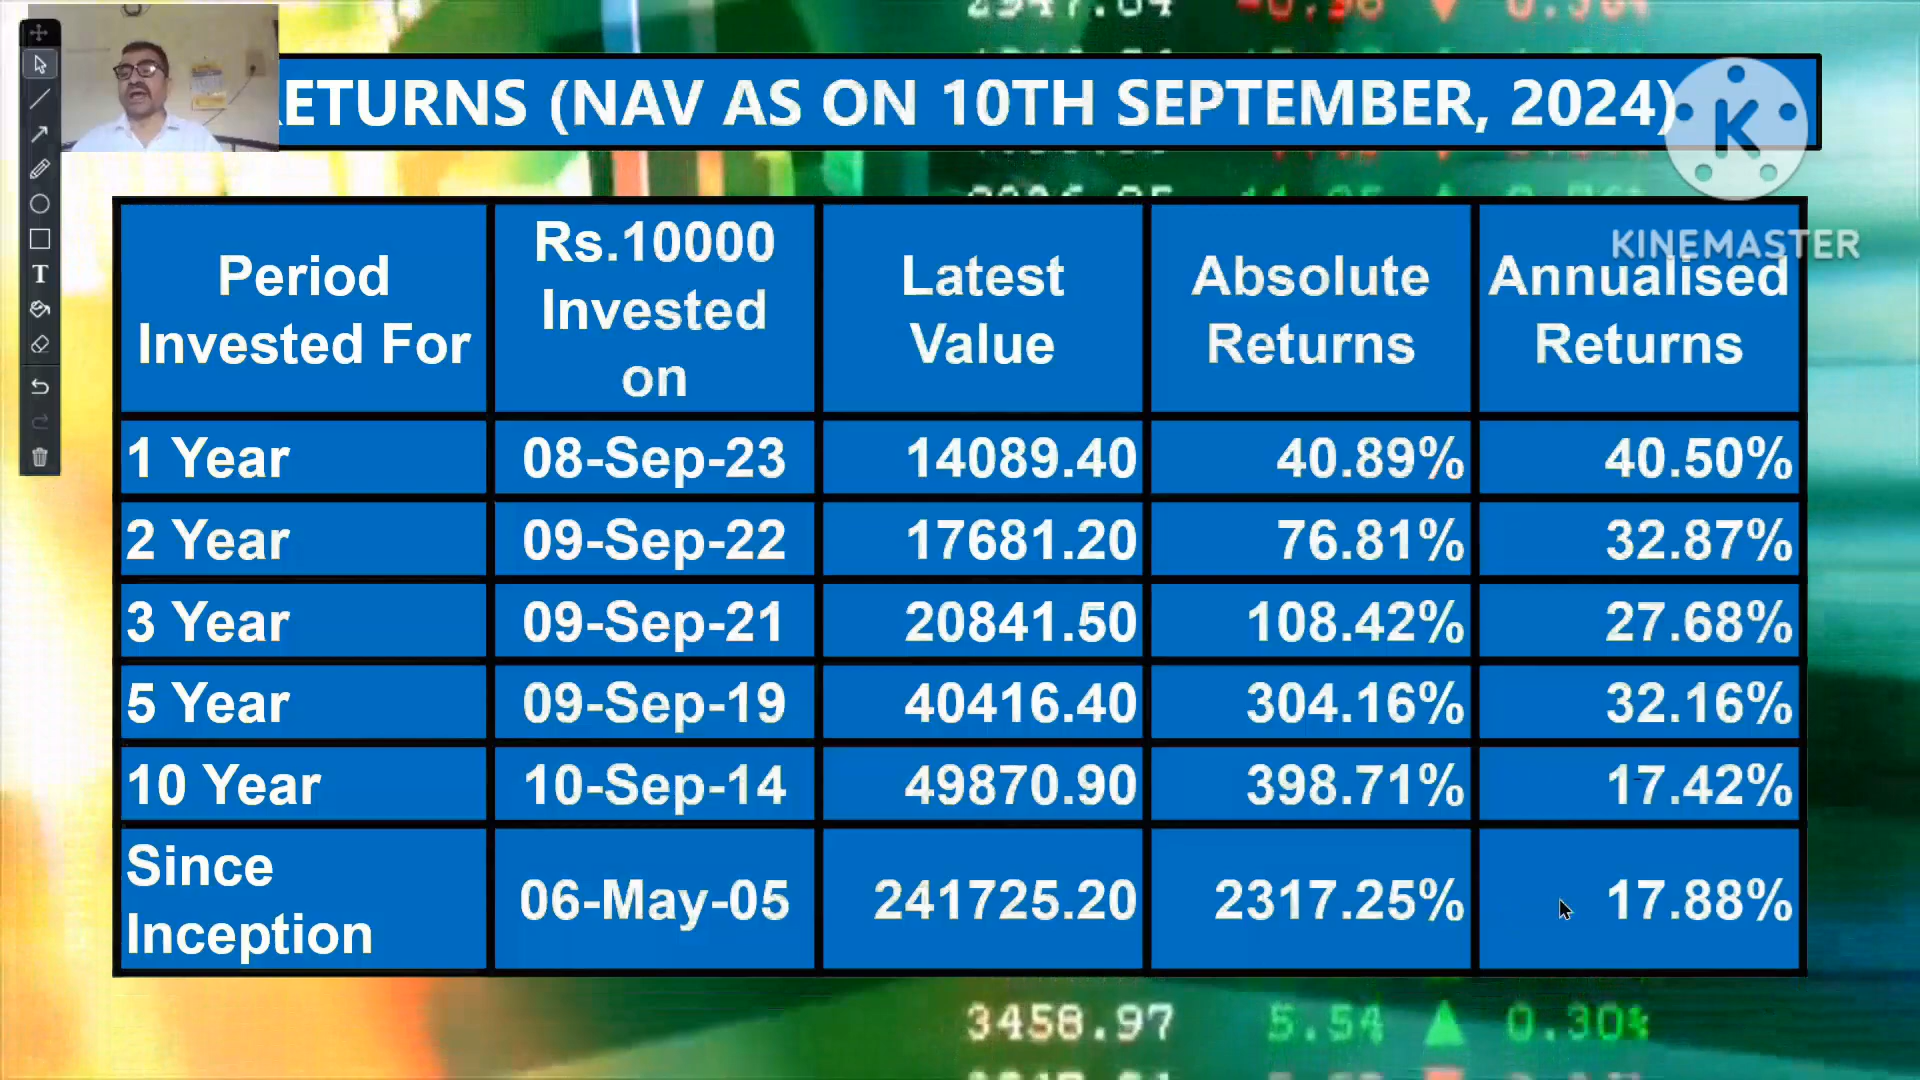 ETURNS (NAV AS ON 10TH SEPTEMBER, 2024)
K
KINEMASTER
Period
Invested For
Rs.10000
Invested
on
Latest
Value
Absolute
Returns
Annualised
Returns
1 Year 08-Sep-23 14089.40 40.89% 40.50%
2 Year 09-Sep-22 17681.20 76.81% 32.87%
3 Year 09-Sep-21 20841.50 108.42% 27.68%
5 Year 09-Sep-19 40416.40 304.16% 32.16%
10 Year 10-Sep-14 49870.90 398.71% 17.42%
Since
Inception
06-May-05 241725.20 2317.25% 17.88%
T
3458.97 5.54 ▲ 0.30%